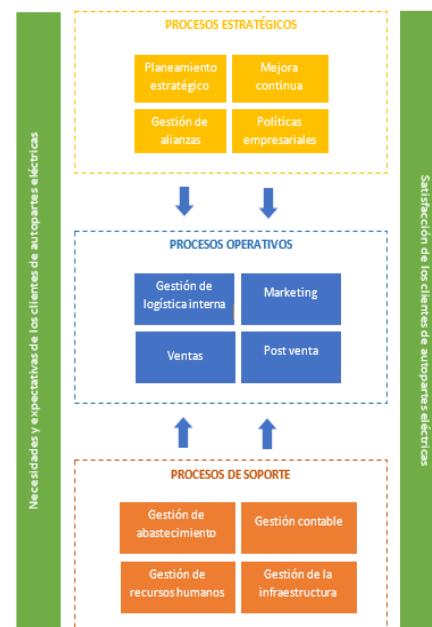 Necesidades y expectativas de los clientes de autopartes eléctricas
PROCESOS ESTRATÉGICOS
Planeamiento
estratégico
Mejora
continua
Gestión de
alianzas
Políticas
empresariales
PROCESOS OPERATIVOS
Gestión de
logística interna
Marketing
Ventas
Post venta
PROCESOS DE SOPORTE
Gestión de
abastecimiento
Gestión contable
Gestión de
recursos humanos
Gestión de la
infraestructura
Satisfacción de los clientes de autopartes eléctricas